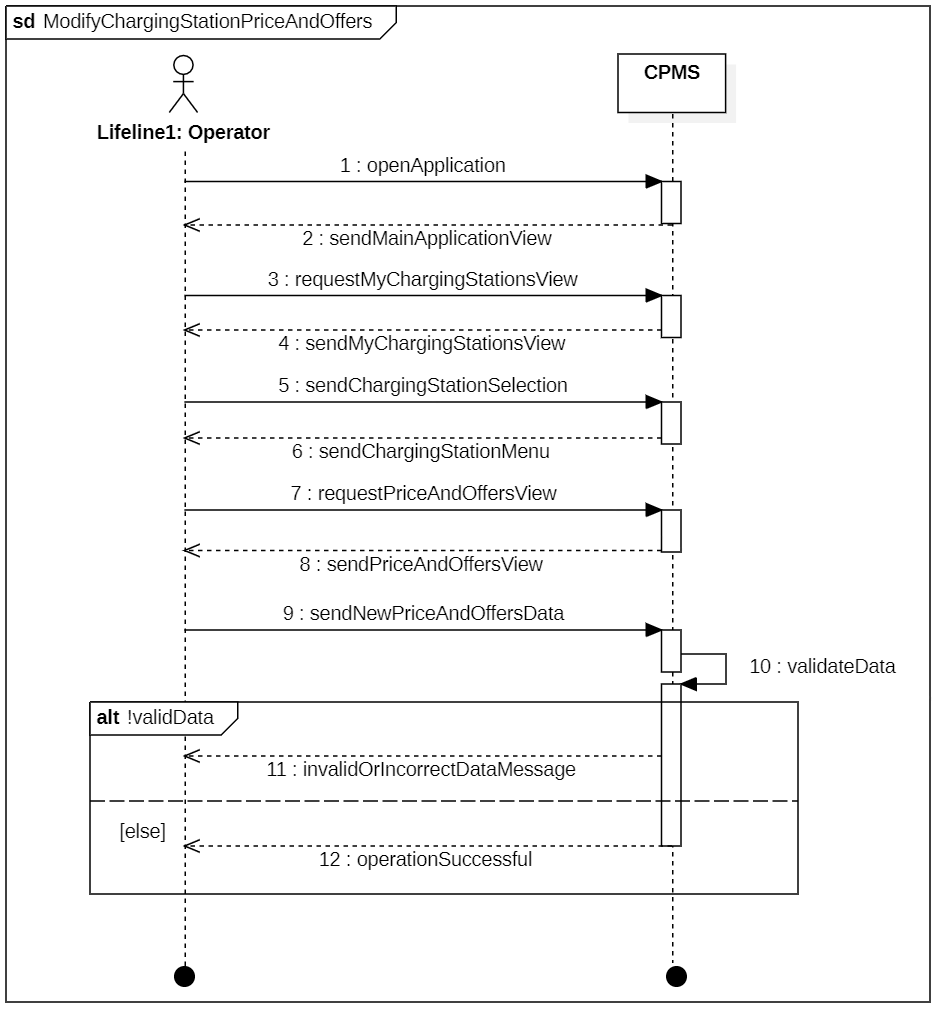 sd ModifyChargingStationPriceAndOffers
CPMS
Lifeline1: Operator
1 : openApplication
2 : sendMainApplicationView
3 : requestMyChargingStationsView
4 : sendMyChargingStationsView
5 : sendChargingStationSelection
6 : sendChargingStationMenu
7 : requestPriceAndOffersView
8 : sendPriceAndOffersView
9 : sendNewPriceAndOffersData
10 : validateData
alt !validData
11 : invalidOrIncorrectDataMessage
[else]
12 : operationSuccessful